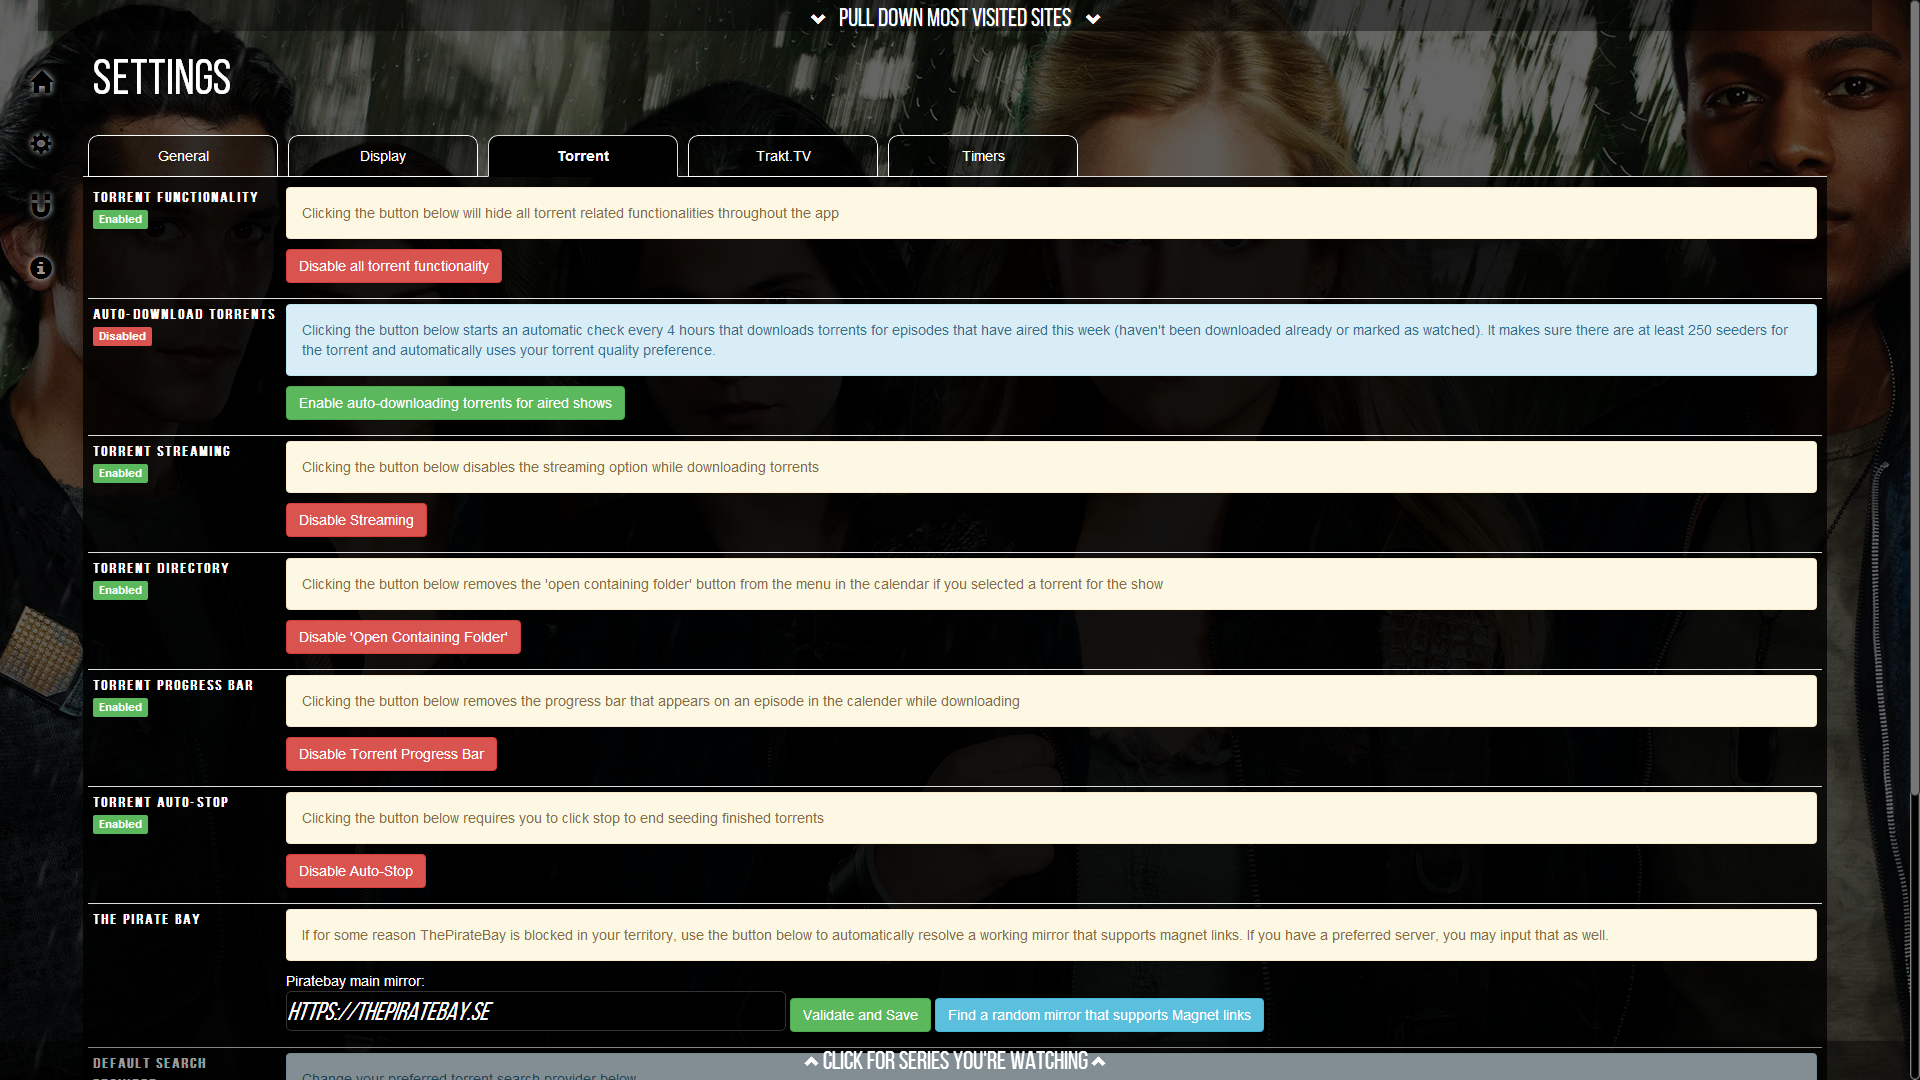 PULL DOWN MOST VISITED SITES
SETTINGS
General
Display
Torrent
Trakt.TV
Timers
TORRENT FUNCTIONALITY
Enabled
Clicking the button below will hide all torrent related functionalities throughout the app
Disable all torrent functionality
AUTO-DOWNLOAD TORRENTS
Disabled
Clicking the button below starts an automatic check every 4 hours that downloads torrents for episodes that have aired this week (haven't been downloaded already or marked as watched). It makes sure there are at least 250 seeders for
the torrent and automatically uses your torrent quality preference.
Enable auto-downloading torrents for aired shows
TORRENT STREAMING
Enabled
Clicking the button below disables the streaming option while downloading torrents
Disable Streaming
TORRENT DIRECTORY
Enabled
Clicking the button below removes the 'open containing folder' button from the menu in the calendar if you selected a torrent for the show
Disable 'Open Containing Folder'
TORRENT PROGRESS BAR
Enabled
Clicking the button below removes the progress bar that appears on an episode in the calender while downloading
Disable Torrent Progress Bar
TORRENT AUTO-STOP
Enabled
Clicking the button below requires you to click stop to end seeding finished torrents
Disable Auto-Stop
THE PIRATE BAY
If for some reason ThePirateBay is blocked in your territory, use the button below to automatically resolve a working mirror that supports magnet links. If you have a preferred server, you may input that as well.
Piratebay main mirror:
HTTPS://THEPIRATEBAY.SE
Validate and Save
Find a random mirror that supports Magnet links
DEFAULT SEARCH
Change your preferred torrent search provider below
CLICK FOR SERIES YOU'RE WATCHING